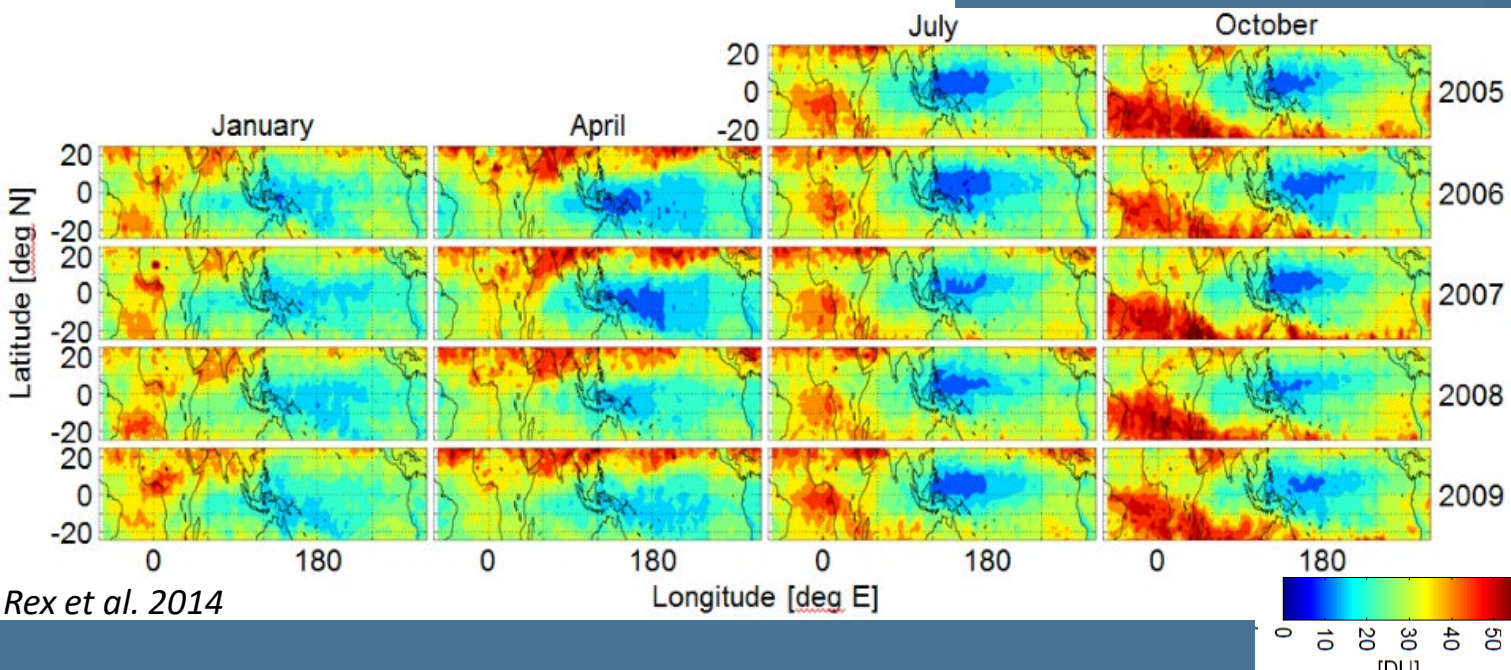 July October
20
0
-20
2005
January April
20
0
-20
2006
20
0
-20
2007
20
0
-20
2008
20
0
-20
2009
Latitude [deg N]
0 180 0 180 0 180 0 180
Longitude [deg E]
Rex et al. 2014
0 10 20 30 40 50
[DU]